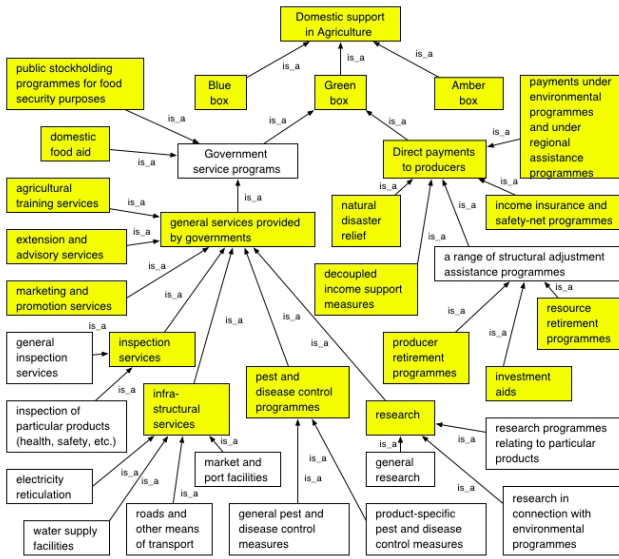 Domestic support
in Agriculture
is_a
is_a
is_a
public stockholding
programmes for food
security purposes
Blue
box
Green
box
Amber
box
payments under
environmental
programmes
and under
regional
assistance
programmes
is_a
is_a
is_a
is_a
domestic
food aid
is_a
Government
service programs
Direct payments
to producers
agricultural
training services
is_a
is_a
general services provided
by governments
natural
disaster
relief
is_a
is_a
income insurance and
safety-net programmes
extension and
advisory services
is_a
is_a
is_a
a range of structural adjustment
assistance programmes
decoupled
income support
measures
marketing and
promotion services
is_a
is_a
is_a
is_a
is_a
is_a
is_a
is_a
resource
retirement
programmes
general
inspection
services
is_a
inspection
services
producer
retirement
programmes
investment
aids
is_a
inspection of
particular products
(health, safety, etc.)
infra-
structural
services
pest and
disease control
programmes
research
is_a
research programmes
relating to particular
products
is_a
is_a
is_a
is_a
is_a
electricity
reticulation
is_a
is_a
market and
port facilities
general
research
is_a
water supply
facilities
roads and
other means
of transport
general pest and
disease control
measures
product-specific
pest and disease
control measures
research in
connection with
environmental
programmes